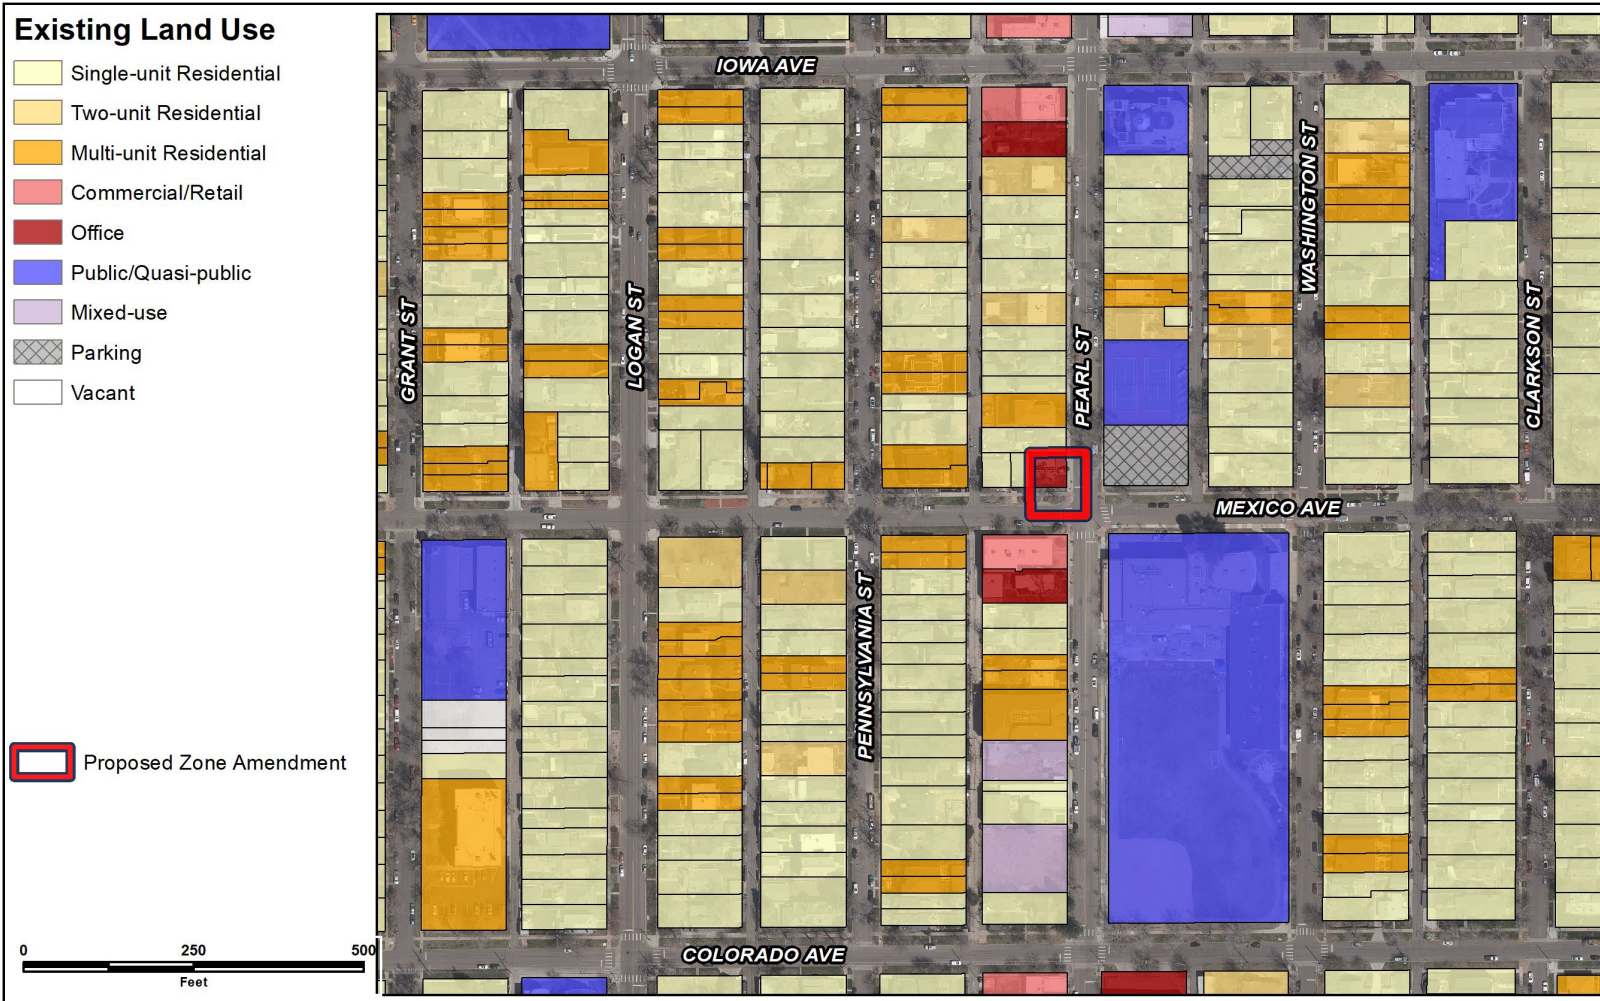 Existing Land Use
Single-unit Residential
Two-unit Residential
Multi-unit Residential
Commercial/Retail
Office
Public/Quasi-public
Mixed-use
Parking
Vacant
Proposed Zone Amendment
0 250 500
Feet
IOWA AVE
GRANT ST
LOGAN ST
PEARL ST
WASHINGTON ST
CLARKSON ST
MEXICO AVE
PENNSYLVANIA ST
COLORADO AVE